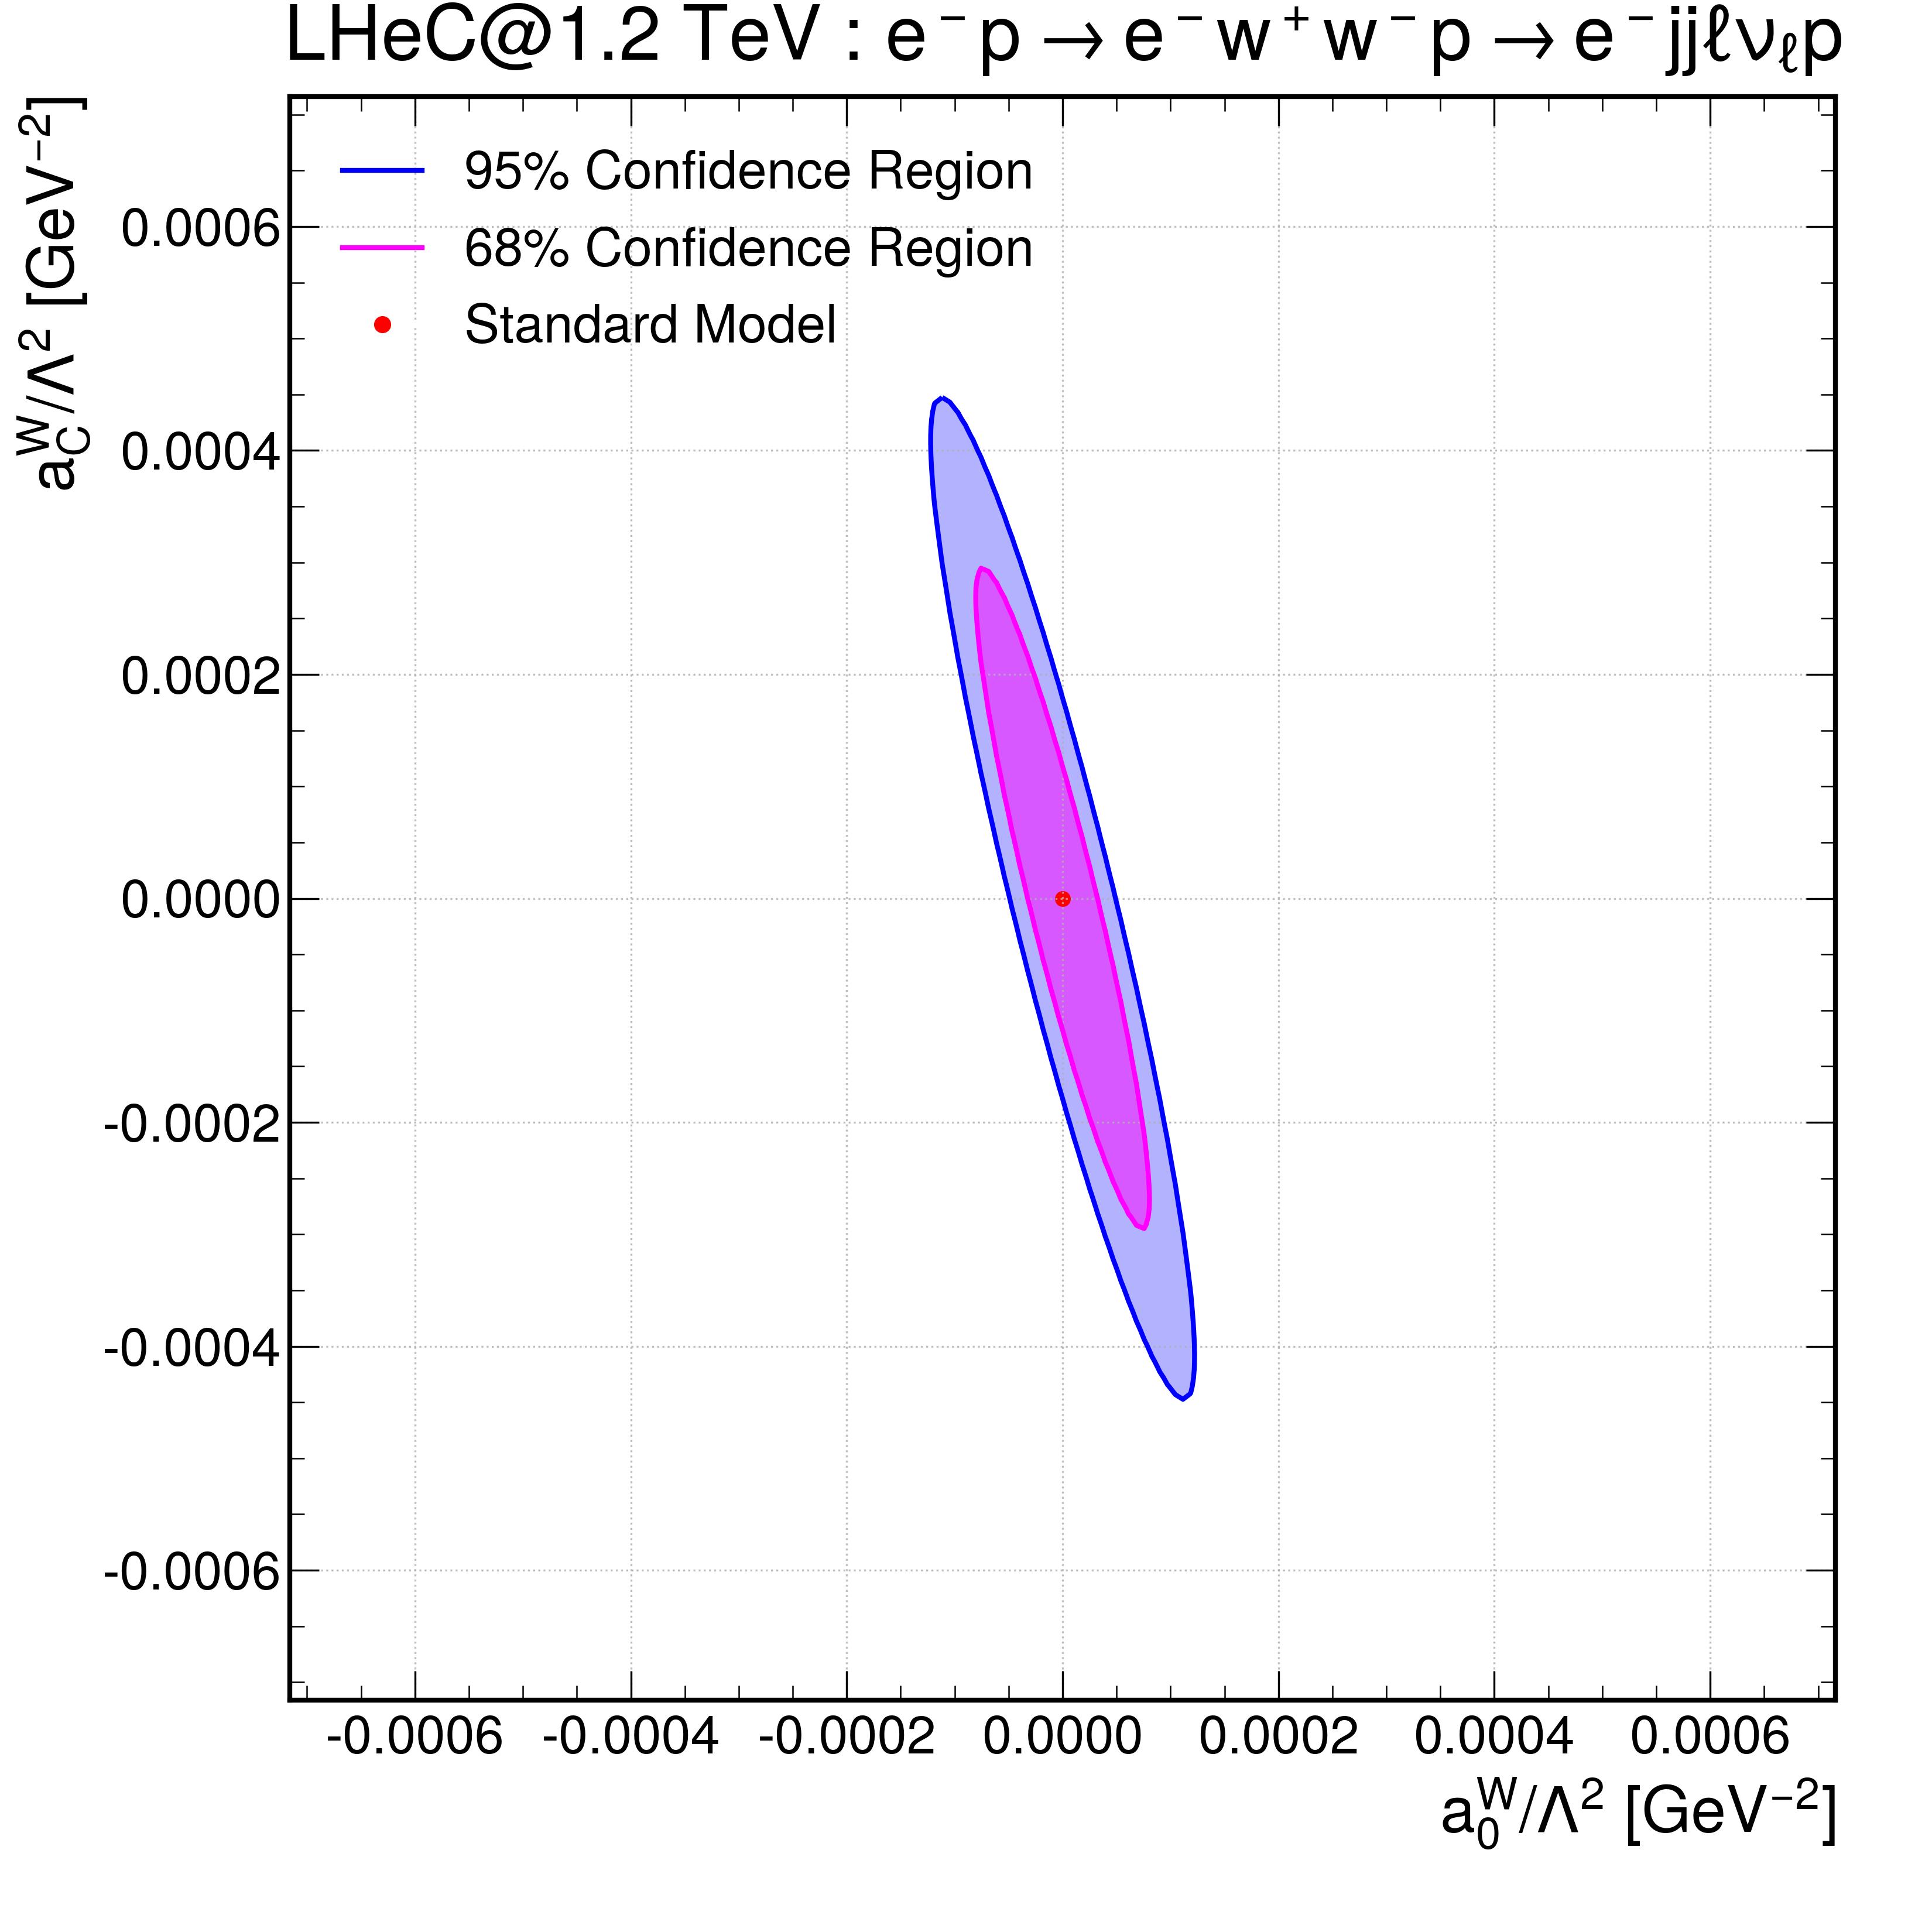 LHeC@1.2 TeV : e⁻p → e⁻w⁺w⁻p → e⁻jjℓν_ℓp
a_C^W/Λ² [GeV⁻²]
95% Confidence Region
68% Confidence Region
Standard Model
0.0006
0.0004
0.0002
0.0000
-0.0002
-0.0004
-0.0006
-0.0006 -0.0004 -0.0002 0.0000 0.0002 0.0004 0.0006
a_0^W/Λ² [GeV⁻²]